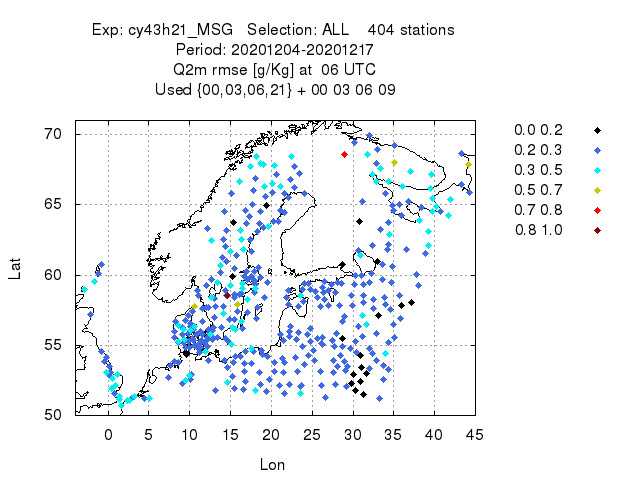 Exp: cy43h21_MSG   Selection: ALL    404 stations
Period: 20201204-20201217
Q2m rmse [g/Kg] at  06 UTC
Used {00,03,06,21} + 00 03 06 09
70
65
60
55
50
Lat
0 5 10 15 20 25 30 35 40 45
Lon
0.0 0.2
0.2 0.3
0.3 0.5
0.5 0.7
0.7 0.8
0.8 1.0